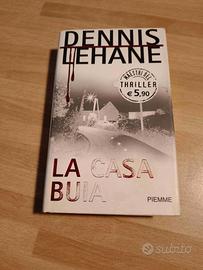 DENNIS
LEHANE
MAESTRI DEL
THRILLER
€ 5,90
LA CASA
BUIA
PIEMME
subito